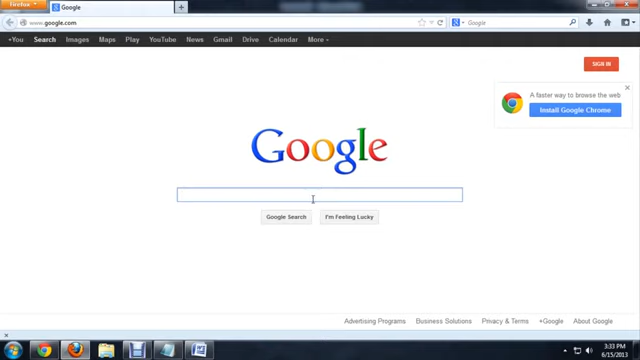 Firefox
Google
www.google.com
Google
+You Search Images Maps Play YouTube News Gmail Drive Calendar More
SIGN IN
A faster way to browse the web
Install Google Chrome
Google
Google Search I'm Feeling Lucky
Advertising Programs Business Solutions Privacy & Terms +Google About Google
3:33 PM
6/15/2013